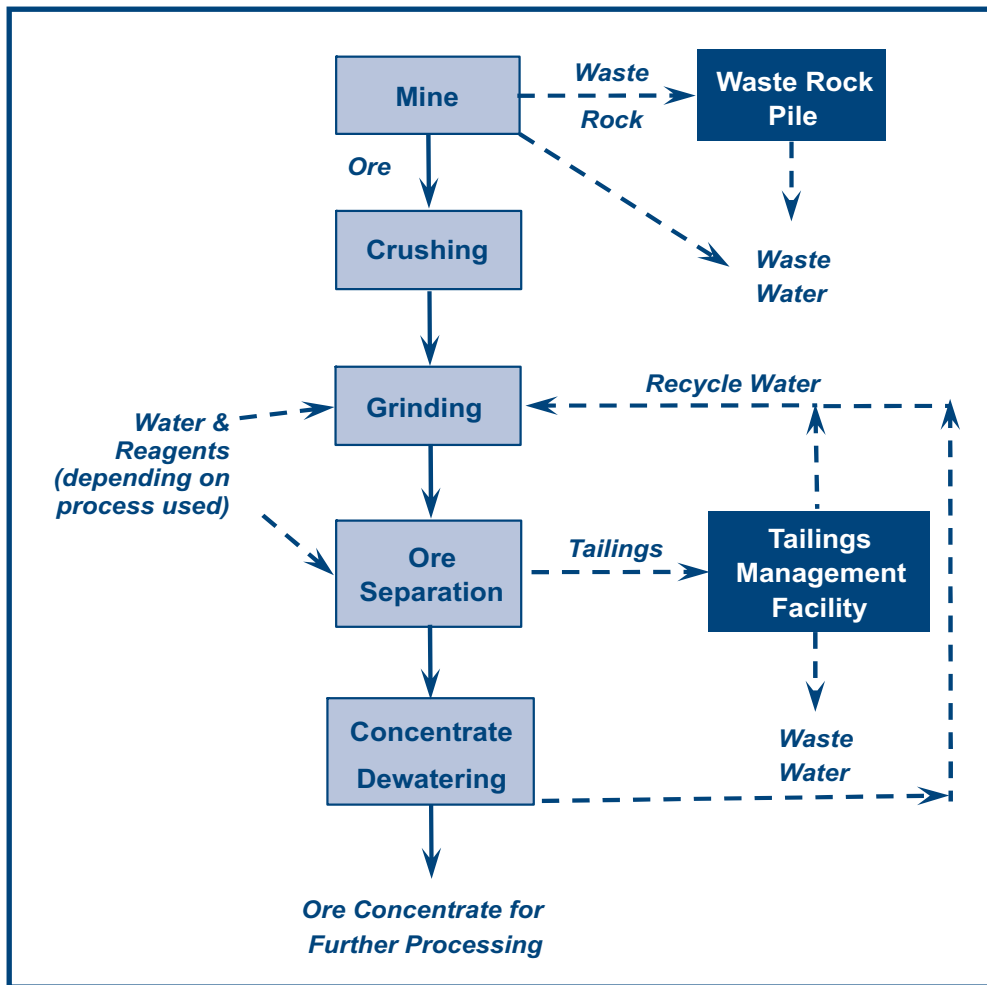 Mine
Waste
Rock
Waste Rock
Pile
Ore
Crushing
Waste
Water
Grinding
Recycle Water
Water &
Reagents
(depending on
process used)
Ore
Separation
Tailings
Tailings
Management
Facility
Concentrate
Dewatering
Waste
Water
Ore Concentrate for
Further Processing